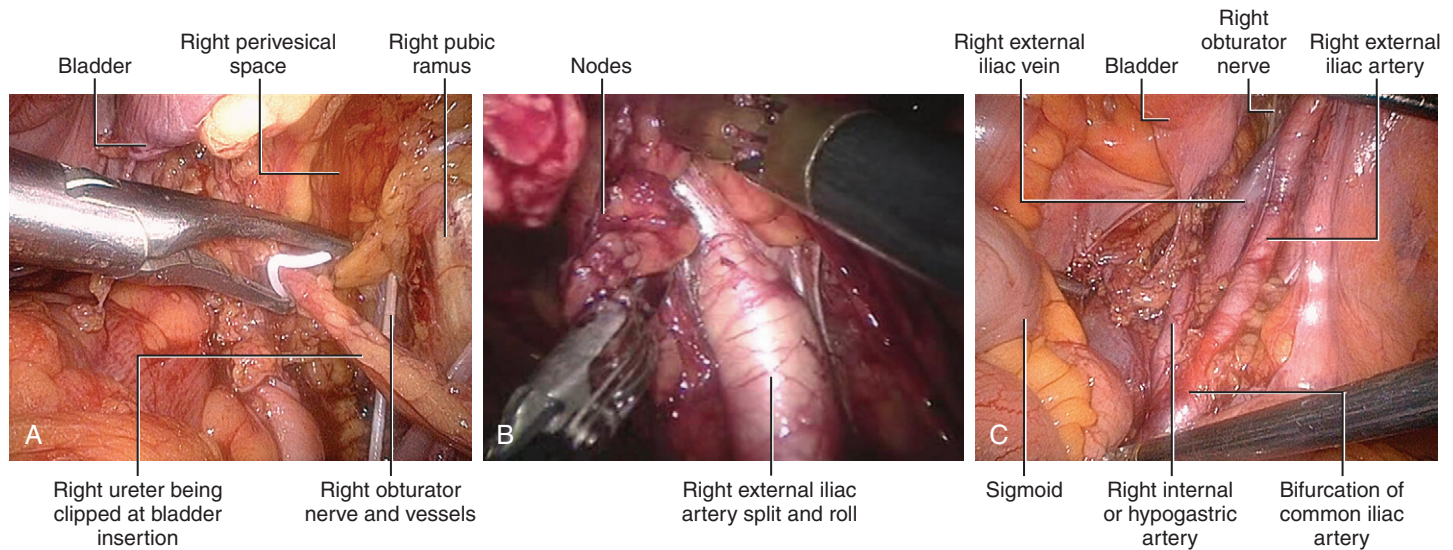 Bladder
Right perivesical
space
Right pubic
ramus
Nodes
Right external
iliac vein
Bladder
Right
obturator
nerve
Right external
iliac artery
A
B
C
Right ureter being
clipped at bladder
insertion
Right obturator
nerve and vessels
Right external iliac
artery split and roll
Sigmoid
Right internal
or hypogastric
artery
Bifurcation of
common iliac
artery